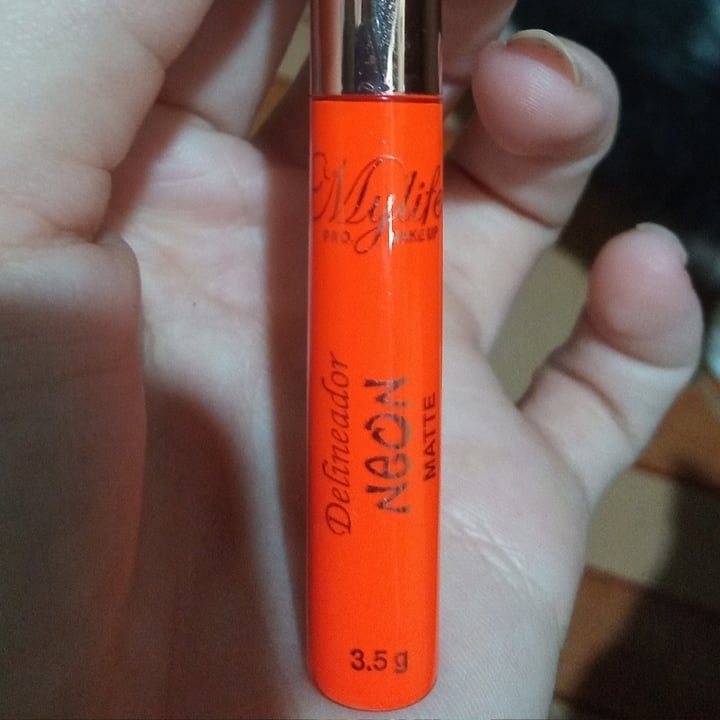 Mylife
PRO MAKE UP
Delineador
NEON
MATTE
3.5 g